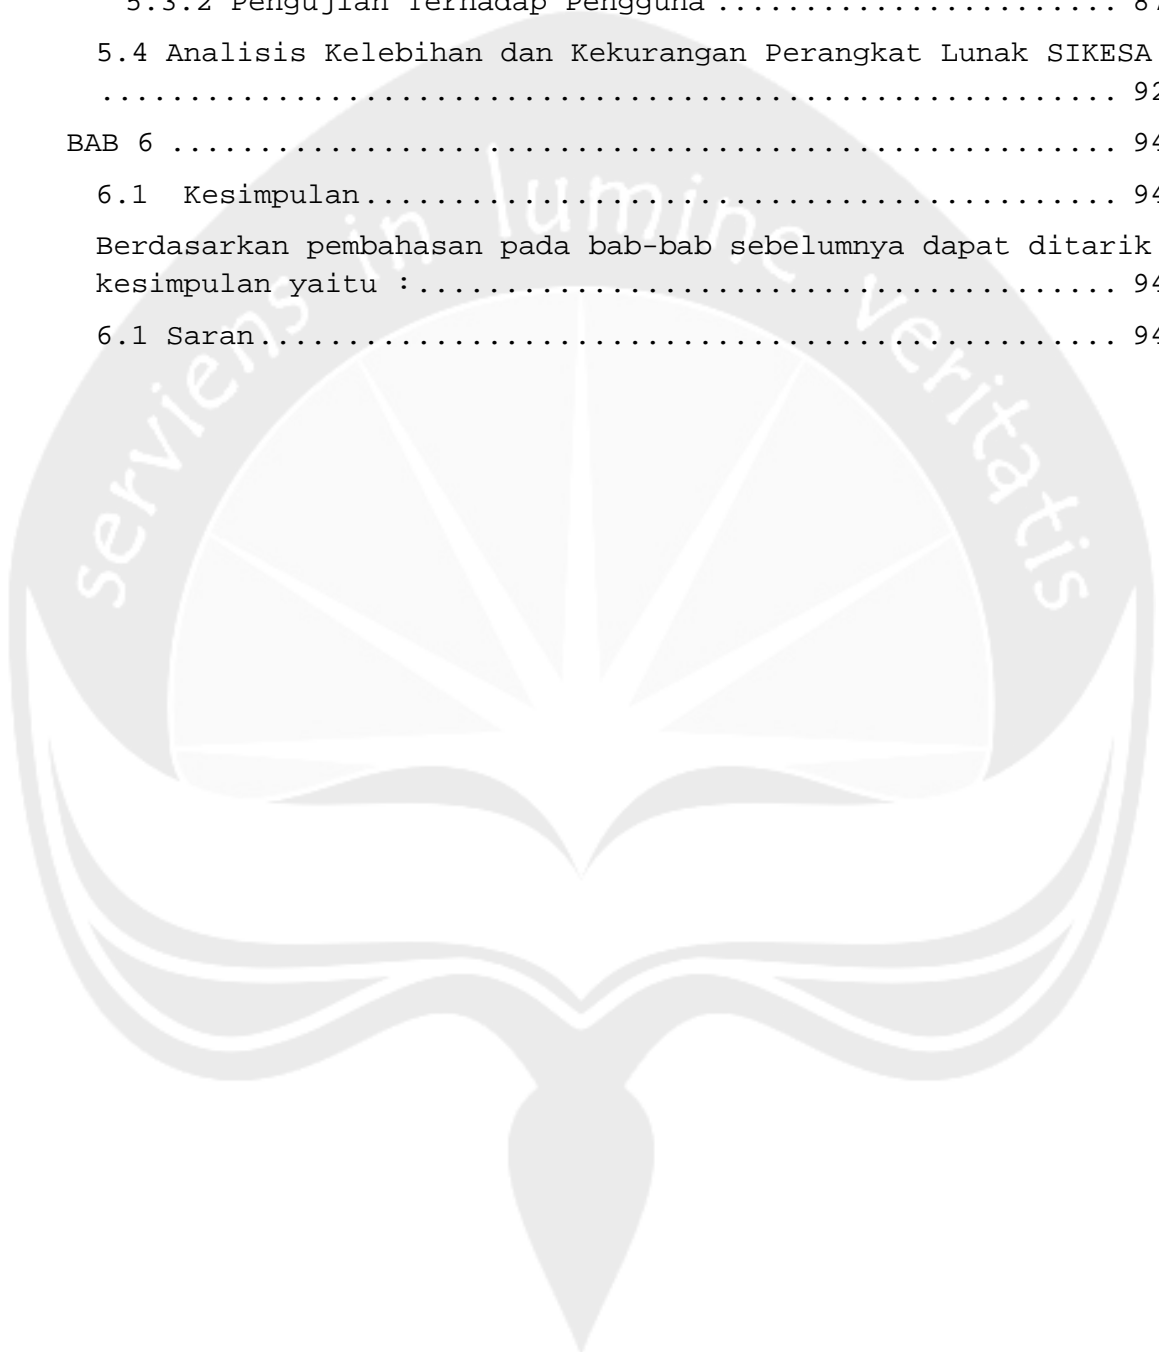 5.3.2 Pengujian Terhadap Pengguna ....................... 87
5.4 Analisis Kelebihan dan Kekurangan Perangkat Lunak SIKESA
.......................................................... 92
BAB 6 ...................................................... 94
6.1 Kesimpulan........................................... 94
Berdasarkan pembahasan pada bab-bab sebelumnya dapat ditarik
kesimpulan yaitu :........................................ 94
6.1 Saran................................................. 94
serviens in lumine veritatis